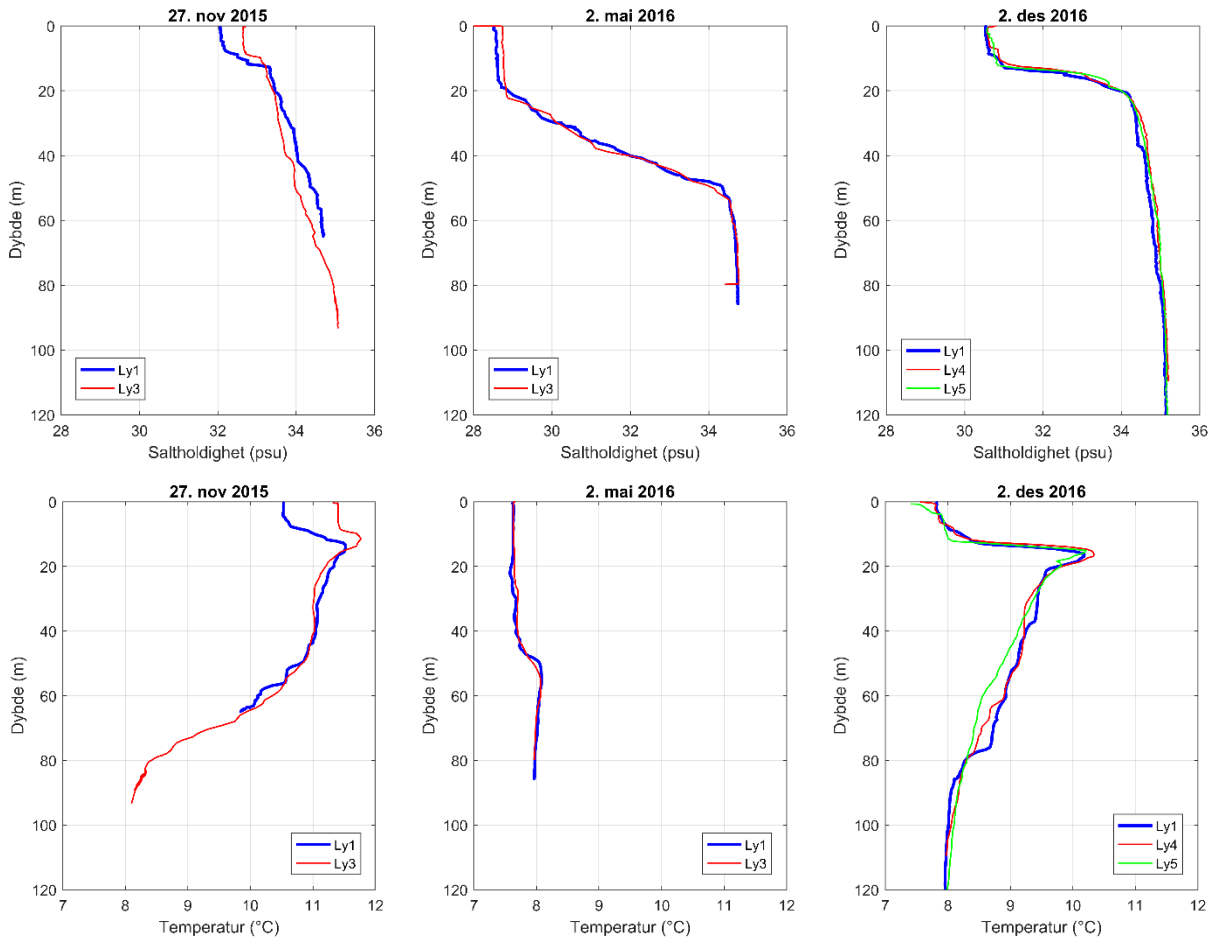 27. nov 2015
0
20
40
60
80
100
120
Dybde (m)
28 30 32 34 36
Saltholdighet (psu)
Ly1
Ly3
2. mai 2016
0
20
40
60
80
100
120
Dybde (m)
28 30 32 34 36
Saltholdighet (psu)
Ly1
Ly3
2. des 2016
0
20
40
60
80
100
120
Dybde (m)
28 30 32 34 36
Saltholdighet (psu)
Ly1
Ly4
Ly5
27. nov 2015
0
20
40
60
80
100
120
Dybde (m)
7 8 9 10 11 12
Temperatur (°C)
Ly1
Ly3
2. mai 2016
0
20
40
60
80
100
120
Dybde (m)
7 8 9 10 11 12
Temperatur (°C)
Ly1
Ly3
2. des 2016
0
20
40
60
80
100
120
Dybde (m)
7 8 9 10 11 12
Temperatur (°C)
Ly1
Ly4
Ly5